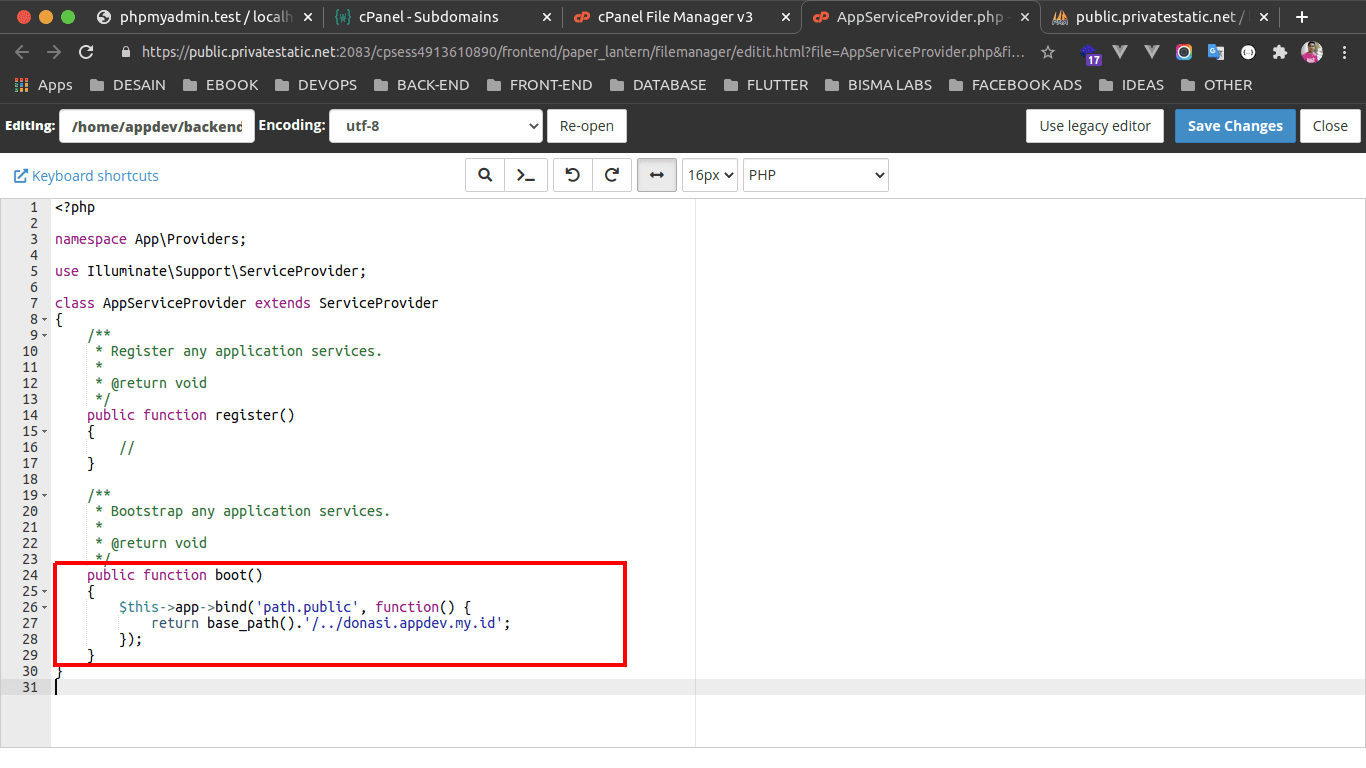 phpmyadmin.test / localh
cPanel - Subdomains
cPanel File Manager v3
AppServiceProvider.php -
public.privatestatic.net /
https://public.privatestatic.net:2083/cpsess4913610890/frontend/paper_lantern/filemanager/editit.html?file=AppServiceProvider.php&fi...
17
Apps
DESAIN
EBOOK
DEVOPS
BACK-END
FRONT-END
DATABASE
FLUTTER
BISMA LABS
FACEBOOK ADS
IDEAS
OTHER
Editing:
/home/appdev/backend
Encoding:
utf-8
Re-open
Use legacy editor
Save Changes
Close
Keyboard shortcuts
16px
PHP
1 <?php
2
3 namespace App\Providers;
4
5 use Illuminate\Support\ServiceProvider;
6
7 class AppServiceProvider extends ServiceProvider
8 {
9     /**
10      * Register any application services.
11      *
12      * @return void
13      */
14     public function register()
15     {
16         //
17     }
18
19     /**
20      * Bootstrap any application services.
21      *
22      * @return void
23      */
24     public function boot()
25     {
26         $this->app->bind('path.public', function() {
27             return base_path().'/../donasi.appdev.my.id';
28         });
29     }
30 }
31